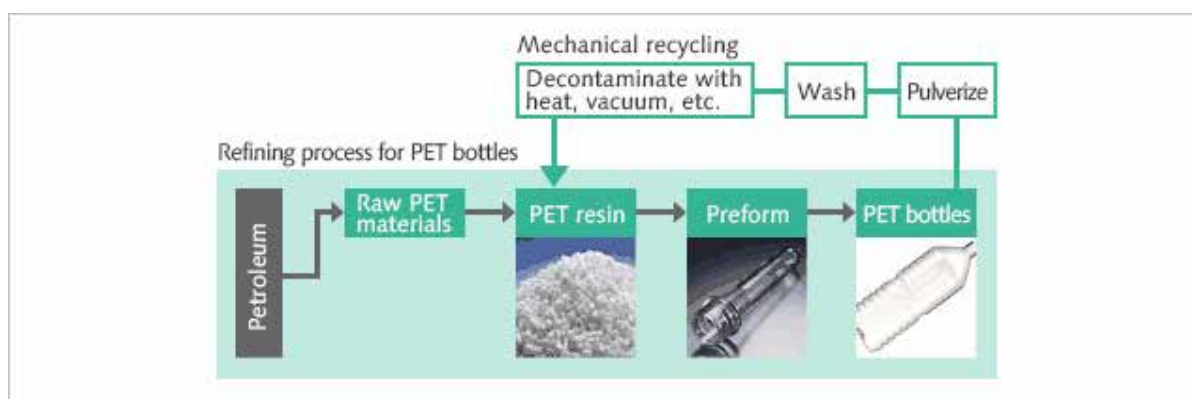 Mechanical recycling
Decontaminate with
heat, vacuum, etc.
Wash
Pulverize
Refining process for PET bottles
Petroleum
Raw PET
materials
PET resin
Preform
PET bottles